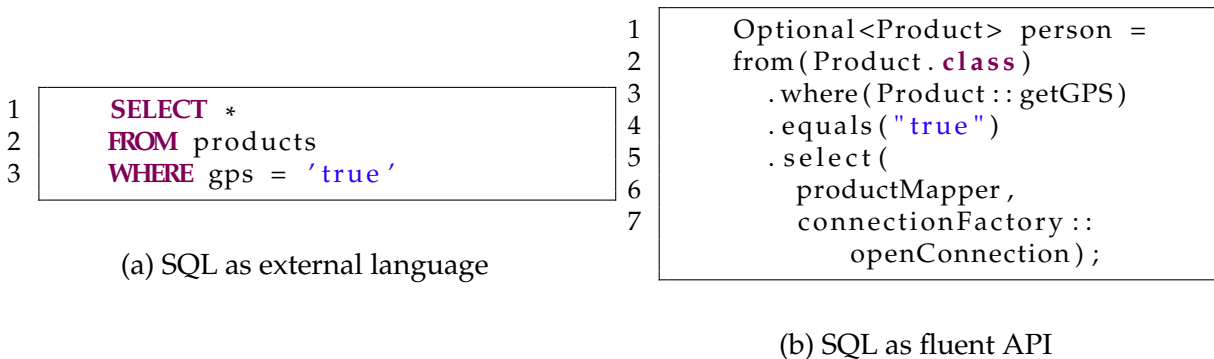 1 SELECT *
2 FROM products
3 WHERE gps = 'true'
(a) SQL as external language
1 Optional<Product> person =
2 from(Product.class)
3 .where(Product::getGPS)
4 .equals("true")
5 .select(
6 productMapper,
7 connectionFactory::
openConnection);
(b) SQL as fluent API